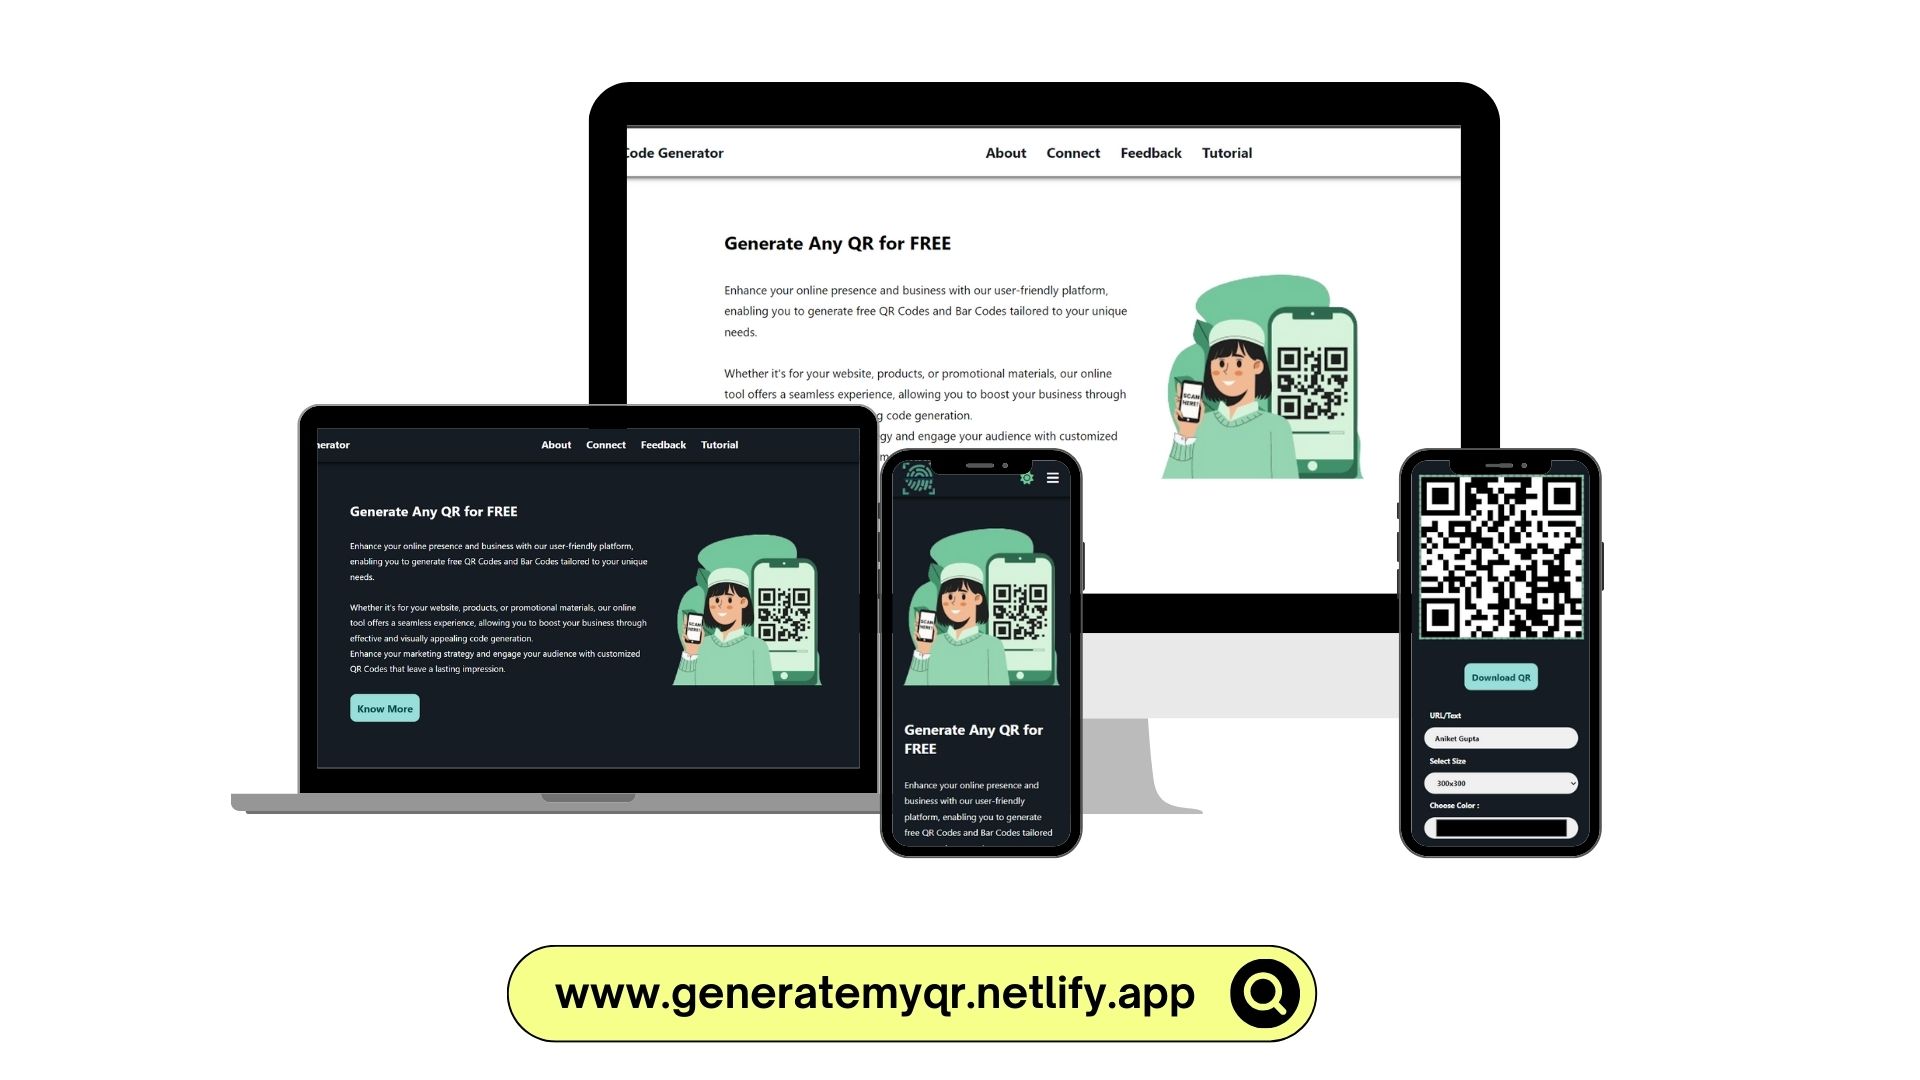 Code Generator
About Connect Feedback Tutorial
Generate Any QR for FREE
Enhance your online presence and business with our user-friendly platform,
enabling you to generate free QR Codes and Bar Codes tailored to your unique
needs.
Whether it's for your website, products, or promotional materials, our online
tool offers a seamless experience, allowing you to boost your business through
g code generation.
gy and engage your audience with customized
SCAN
HERE!
nerator
About Connect Feedback Tutorial
Generate Any QR for FREE
Enhance your online presence and business with our user-friendly platform,
enabling you to generate free QR Codes and Bar Codes tailored to your unique
needs.
Whether it's for your website, products, or promotional materials, our online
tool offers a seamless experience, allowing you to boost your business through
effective and visually appealing code generation.
Enhance your marketing strategy and engage your audience with customized
QR Codes that leave a lasting impression.
Know More
SCAN
HERE!
SCAN
HERE!
Generate Any QR for
FREE
Enhance your online presence and
business with our user-friendly
platform, enabling you to generate
free QR Codes and Bar Codes tailored
Download QR
URL/Text
Aniket Gupta
Select Size
300x300
Choose Color :
www.generatemyqr.netlify.app